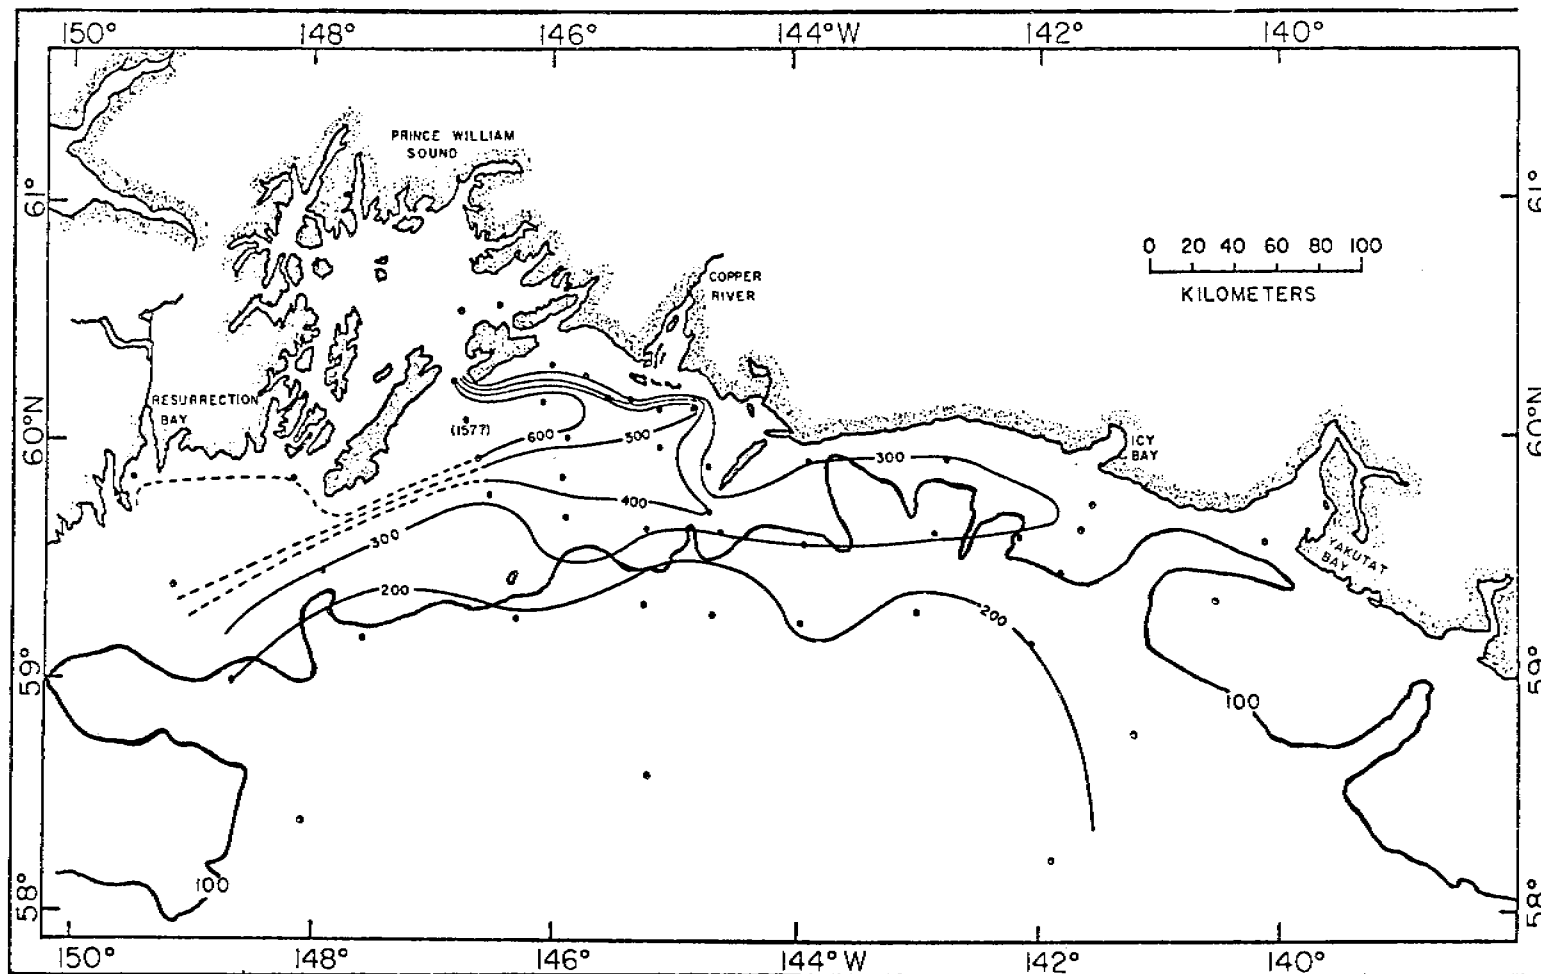 150° 148° 146° 144°W 142° 140°
PRINCE WILLIAM
SOUND
61° 61°
0 20 40 60 80 100
KILOMETERS
COPPER
RIVER
RESURRECTION
BAY
60°N 60°N
(1577)
600
500
ICY
BAY
300
400
300
YAKUTAT
BAY
200
200
59° 59°
100
100
58° 58°
150° 148° 146° 144°W 142° 140°